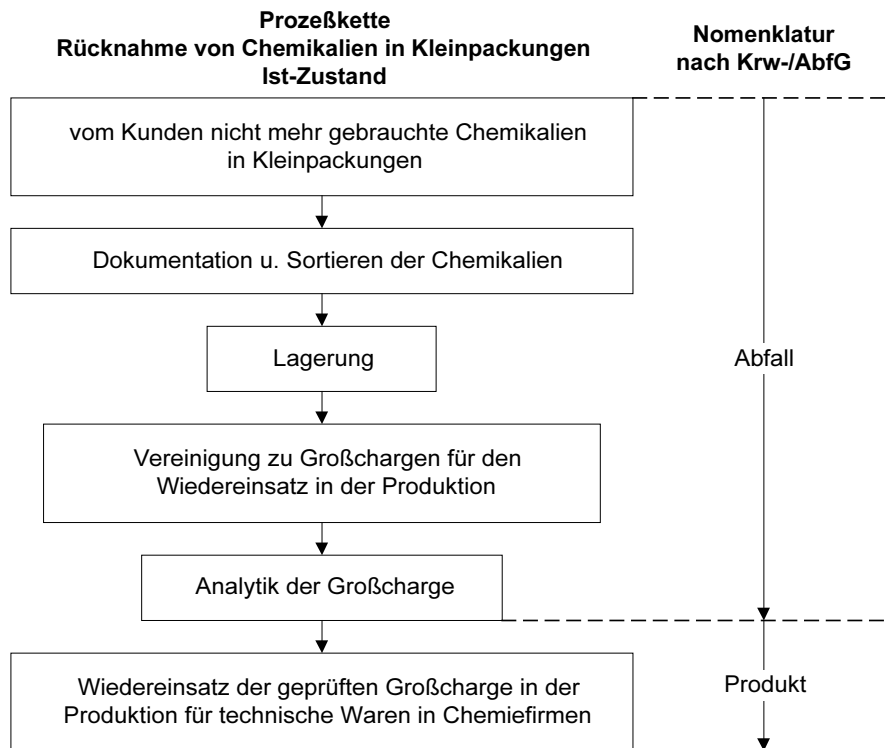 Prozeßkette
Rücknahme von Chemikalien in Kleinpackungen
Ist-Zustand
Nomenklatur
nach Krw-/AbfG
vom Kunden nicht mehr gebrauchte Chemikalien
in Kleinpackungen
Dokumentation u. Sortieren der Chemikalien
Lagerung
Abfall
Vereinigung zu Großchargen für den
Wiedereinsatz in der Produktion
Analytik der Großcharge
Wiedereinsatz der geprüften Großcharge in der
Produktion für technische Waren in Chemiefirmen
Produkt